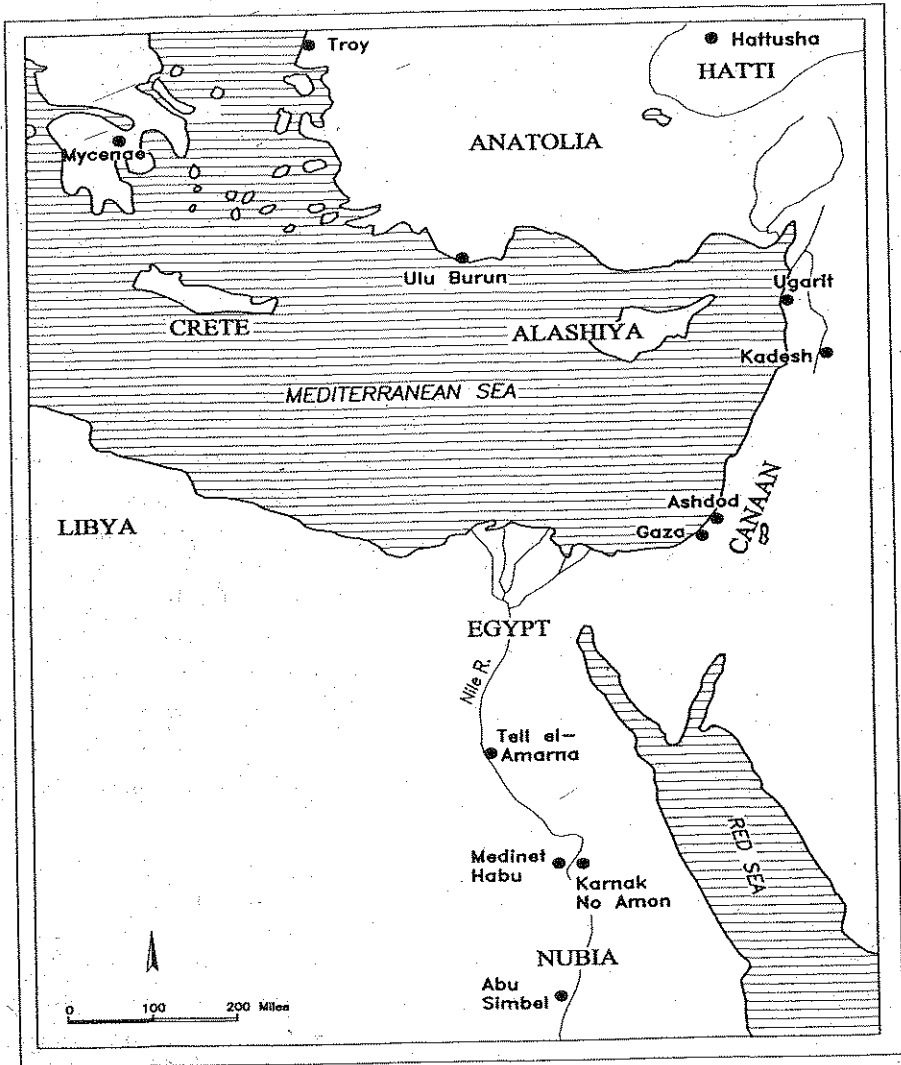 Troy
Hattusha
HATTI
ANATOLIA
Mycenae
Ulu Burun
Ugarit
CRETE
ALASHIYA
Kadesh
MEDITERRANEAN SEA
Ashdod
CANAAN
LIBYA
Gaza
EGYPT
Nile R.
Tell el-
Amarna
RED SEA
Medinet
Habu
Karnak
No Amon
NUBIA
Abu
Simbel
0 100 200 Miles